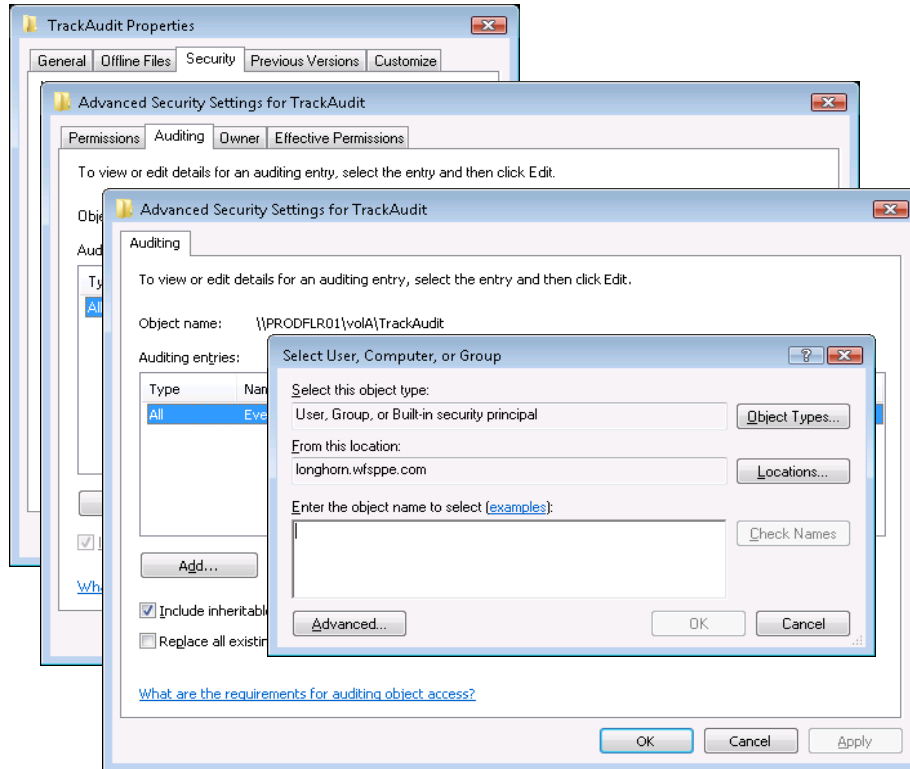 TrackAudit Properties
General Offline Files Security Previous Versions Customize
Advanced Security Settings for TrackAudit
Permissions Auditing Owner Effective Permissions
To view or edit details for an auditing entry, select the entry and then click Edit.
Advanced Security Settings for TrackAudit
Auditing
To view or edit details for an auditing entry, select the entry and then click Edit.
Object name: \\PRODFLR01\volA\TrackAudit
Auditing entries:
Type
All
Add...
Include
Replace all
What are the requirements for auditing object access?
OK Cancel Apply
Select User, Computer, or Group
Select this object type:
User, Group, or Built-in security principal
Object Types...
From this location:
longhorn.wfsppe.com
Locations...
Enter the object name to select (examples):
Check Names
Advanced... OK Cancel